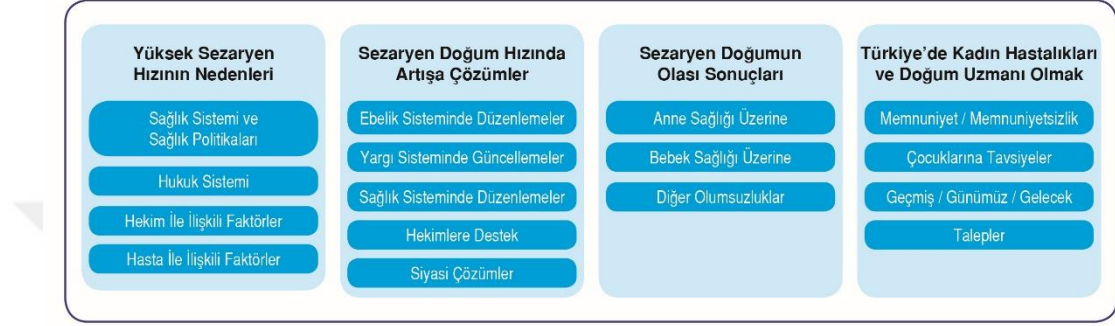 Yüksek Sezaryen
Hızının Nedenleri
Sağlık Sistemi ve
Sağlık Politikaları
Hukuk Sistemi
Hekim İle İlişkili Faktörler
Hasta İle İlişkili Faktörler
Sezaryen Doğum Hızında
Artışa Çözümler
Ebelik Sisteminde Düzenlemeler
Yargı Sisteminde Güncellemeler
Sağlık Sisteminde Düzenlemeler
Hekimlere Destek
Siyasi Çözümler
Sezaryen Doğumun
Olası Sonuçları
Anne Sağlığı Üzerine
Bebek Sağlığı Üzerine
Diğer Olumsuzluklar
Türkiye’de Kadın Hastalıkları
ve Doğum Uzmanı Olmak
Memnuniyet / Memnuniyetsizlik
Çocuklarına Tavsiyeler
Geçmiş / Günümüz / Gelecek
Talepler